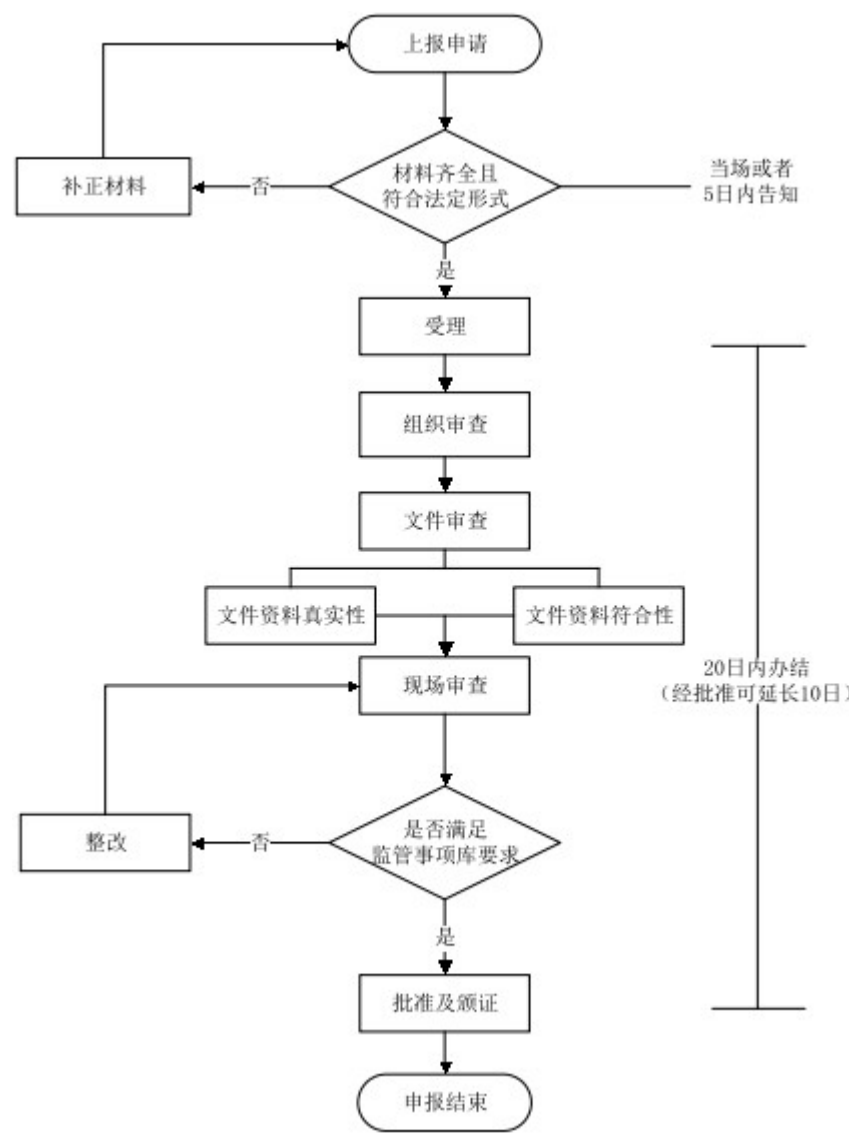 上报申请
补正材料
否
材料齐全且
符合法定形式
当场或者
5日内告知
是
受理
组织审查
文件审查
文件资料真实性
文件资料符合性
现场审查
20日内办结
（经批准可延长10日）
整改
否
是否满足
监管事项库要求
是
批准及颁证
申报结束